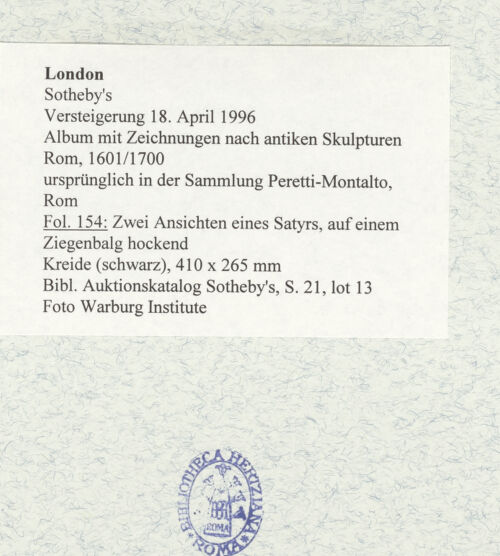 London
Sotheby's
Versteigerung 18. April 1996
Album mit Zeichnungen nach antiken Skulpturen
Rom, 1601/1700
ursprünglich in der Sammlung Peretti-Montalto,
Rom
Fol. 154: Zwei Ansichten eines Satyrs, auf einem
Ziegenbalg hockend
Kreide (schwarz), 410 x 265 mm
Bibl. Auktionskatalog Sotheby's, S. 21, lot 13
Foto Warburg Institute
BIBLIOTHECA HERTZIANA
ROMA
*ROMA*